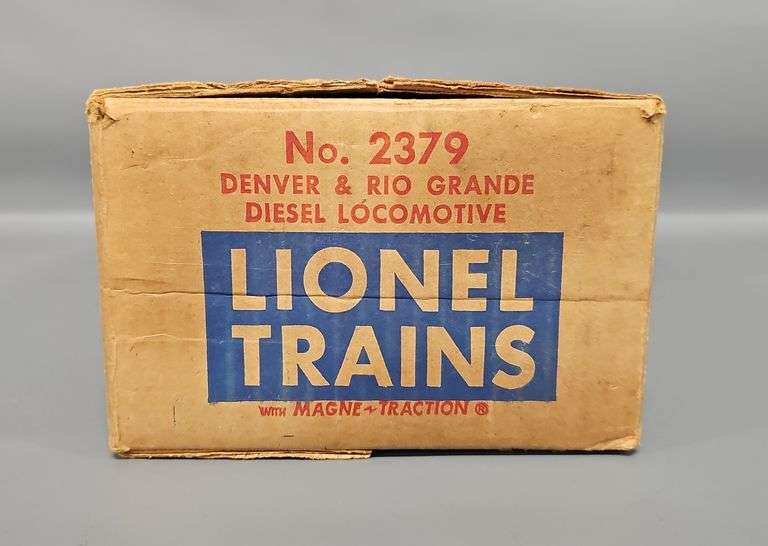 No. 2379
DENVER & RIO GRANDE
DIESEL LOCOMOTIVE
LIONEL
TRAINS
WITH MAGNE-TRACTION ®